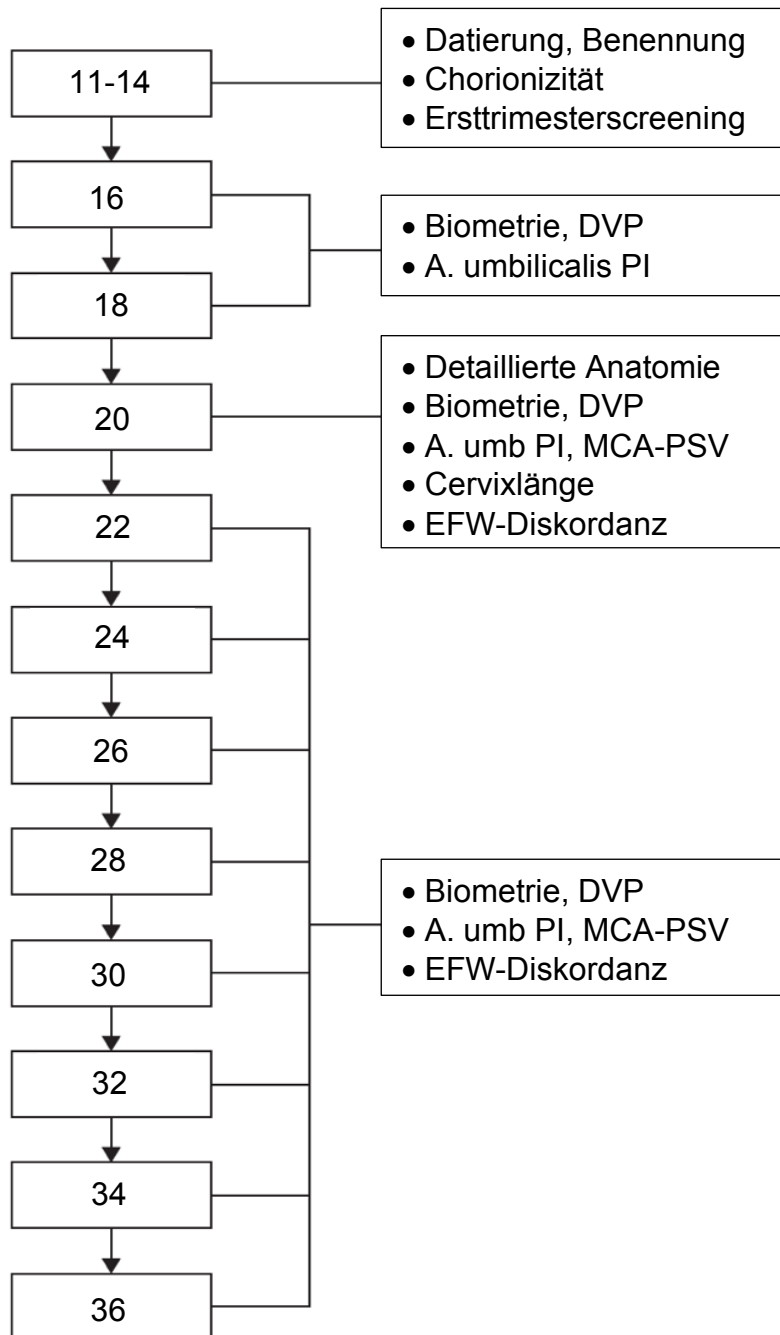 11-14
• Datierung, Benennung
• Chorionizität
• Ersttrimesterscreening
16
18
• Biometrie, DVP
• A. umbilicalis PI
20
• Detaillierte Anatomie
• Biometrie, DVP
• A. umb PI, MCA-PSV
• Cervixlänge
• EFW-Diskordanz
22
24
26
28
30
32
34
36
• Biometrie, DVP
• A. umb PI, MCA-PSV
• EFW-Diskordanz